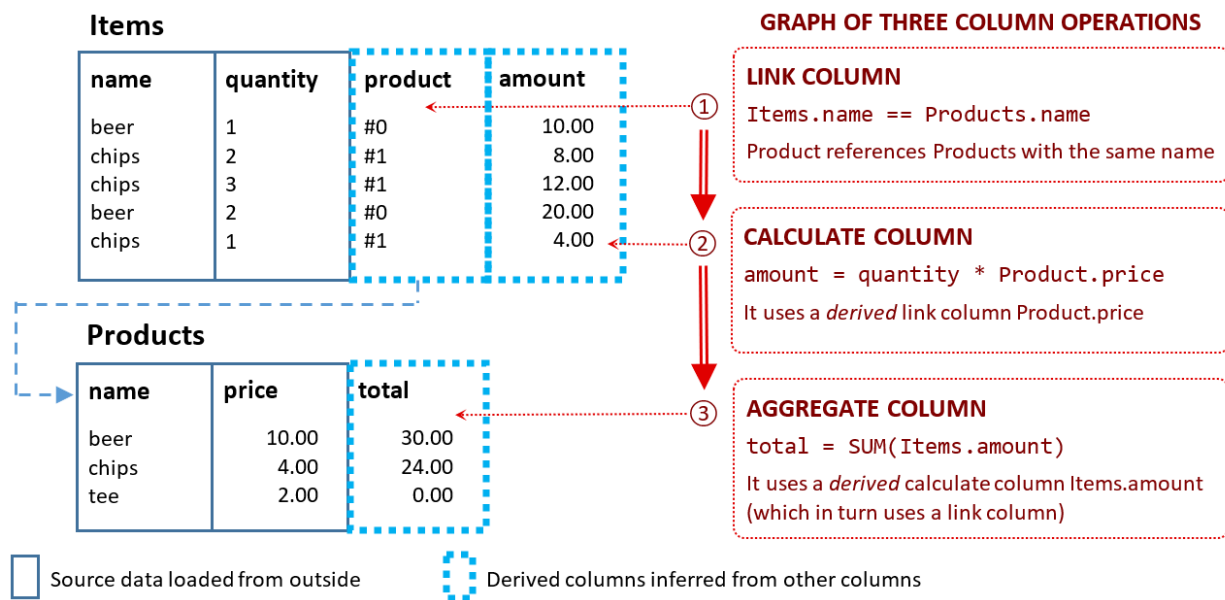 Items
name quantity product amount
beer 1 #0 10.00
chips 2 #1 8.00
chips 3 #1 12.00
beer 2 #0 20.00
chips 1 #1 4.00
Products
name price total
beer 10.00 30.00
chips 4.00 24.00
tee 2.00 0.00
GRAPH OF THREE COLUMN OPERATIONS
1
LINK COLUMN
Items.name == Products.name
Product references Products with the same name
2
CALCULATE COLUMN
amount = quantity * Product.price
It uses a derived link column Product.price
3
AGGREGATE COLUMN
total = SUM(Items.amount)
It uses a derived calculate column Items.amount
(which in turn uses a link column)
Source data loaded from outside
Derived columns inferred from other columns